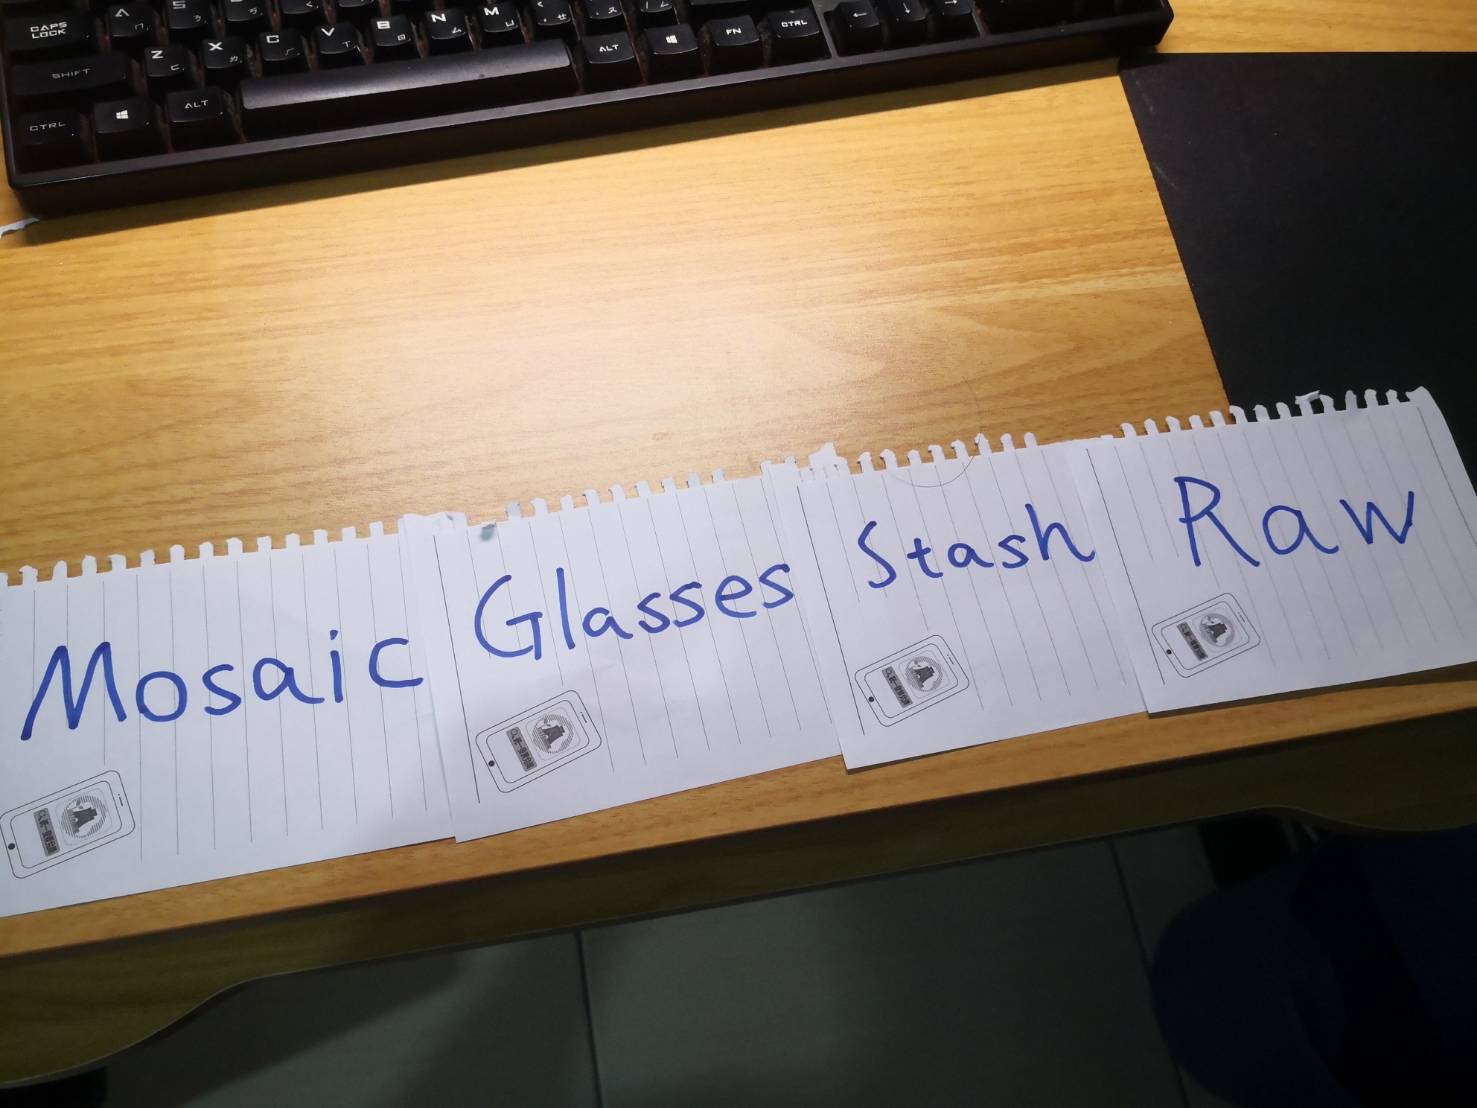 CAPS LOCK
Z ㄈ X ㄌ C ㄏ V ㄒ B ㄖ N ㄙ M ㄩ
SHIFT
ALT FN CTRL ← ↓ →
CTRL ALT
Mosaic Glasses Stash Raw